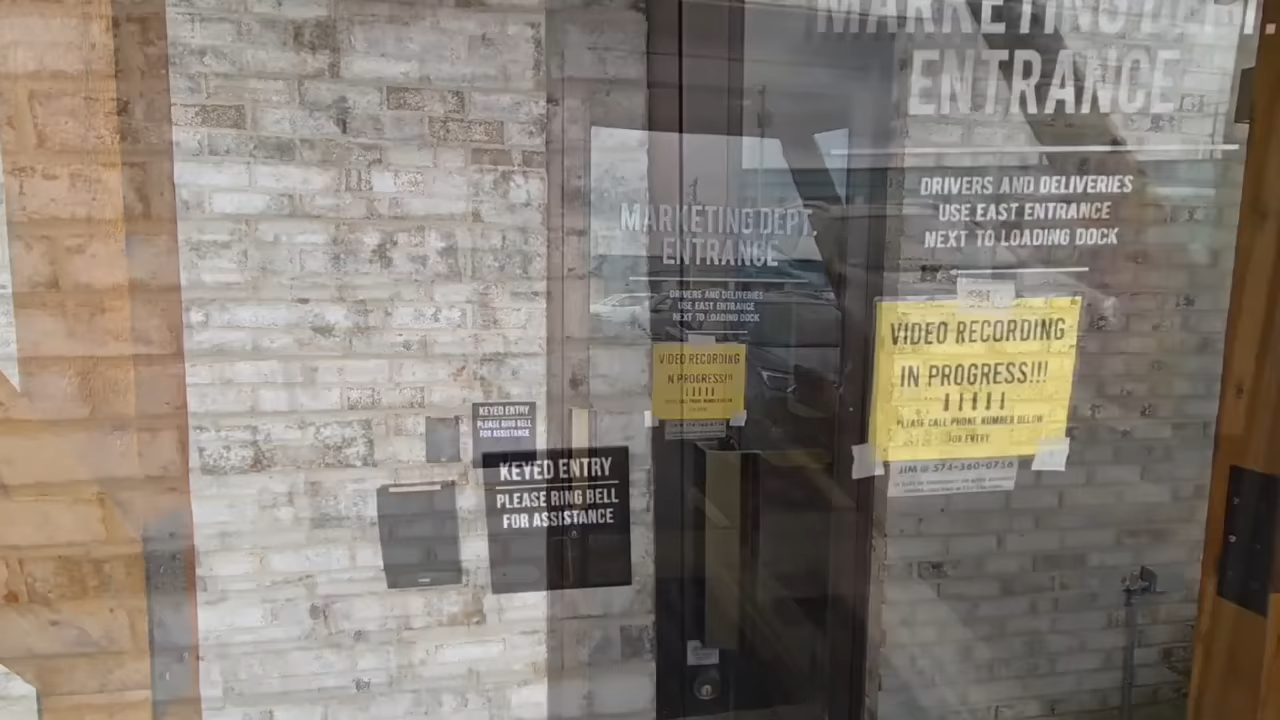 MARKETING DEPT.
ENTRANCE
DRIVERS AND DELIVERIES
USE EAST ENTRANCE
NEXT TO LOADING DOCK
VIDEO RECORDING
IN PROGRESS!!!
PLEASE CALL PHONE NUMBER BELOW
FOR ENTRY
JIM @ 574-360-0756
MARKETING DEPT.
ENTRANCE
DRIVERS AND DELIVERIES
USE EAST ENTRANCE
NEXT TO LOADING DOCK
VIDEO RECORDING
IN PROGRESS!!!
KEYED ENTRY
PLEASE RING BELL
FOR ASSISTANCE
KEYED ENTRY
PLEASE RING BELL
FOR ASSISTANCE